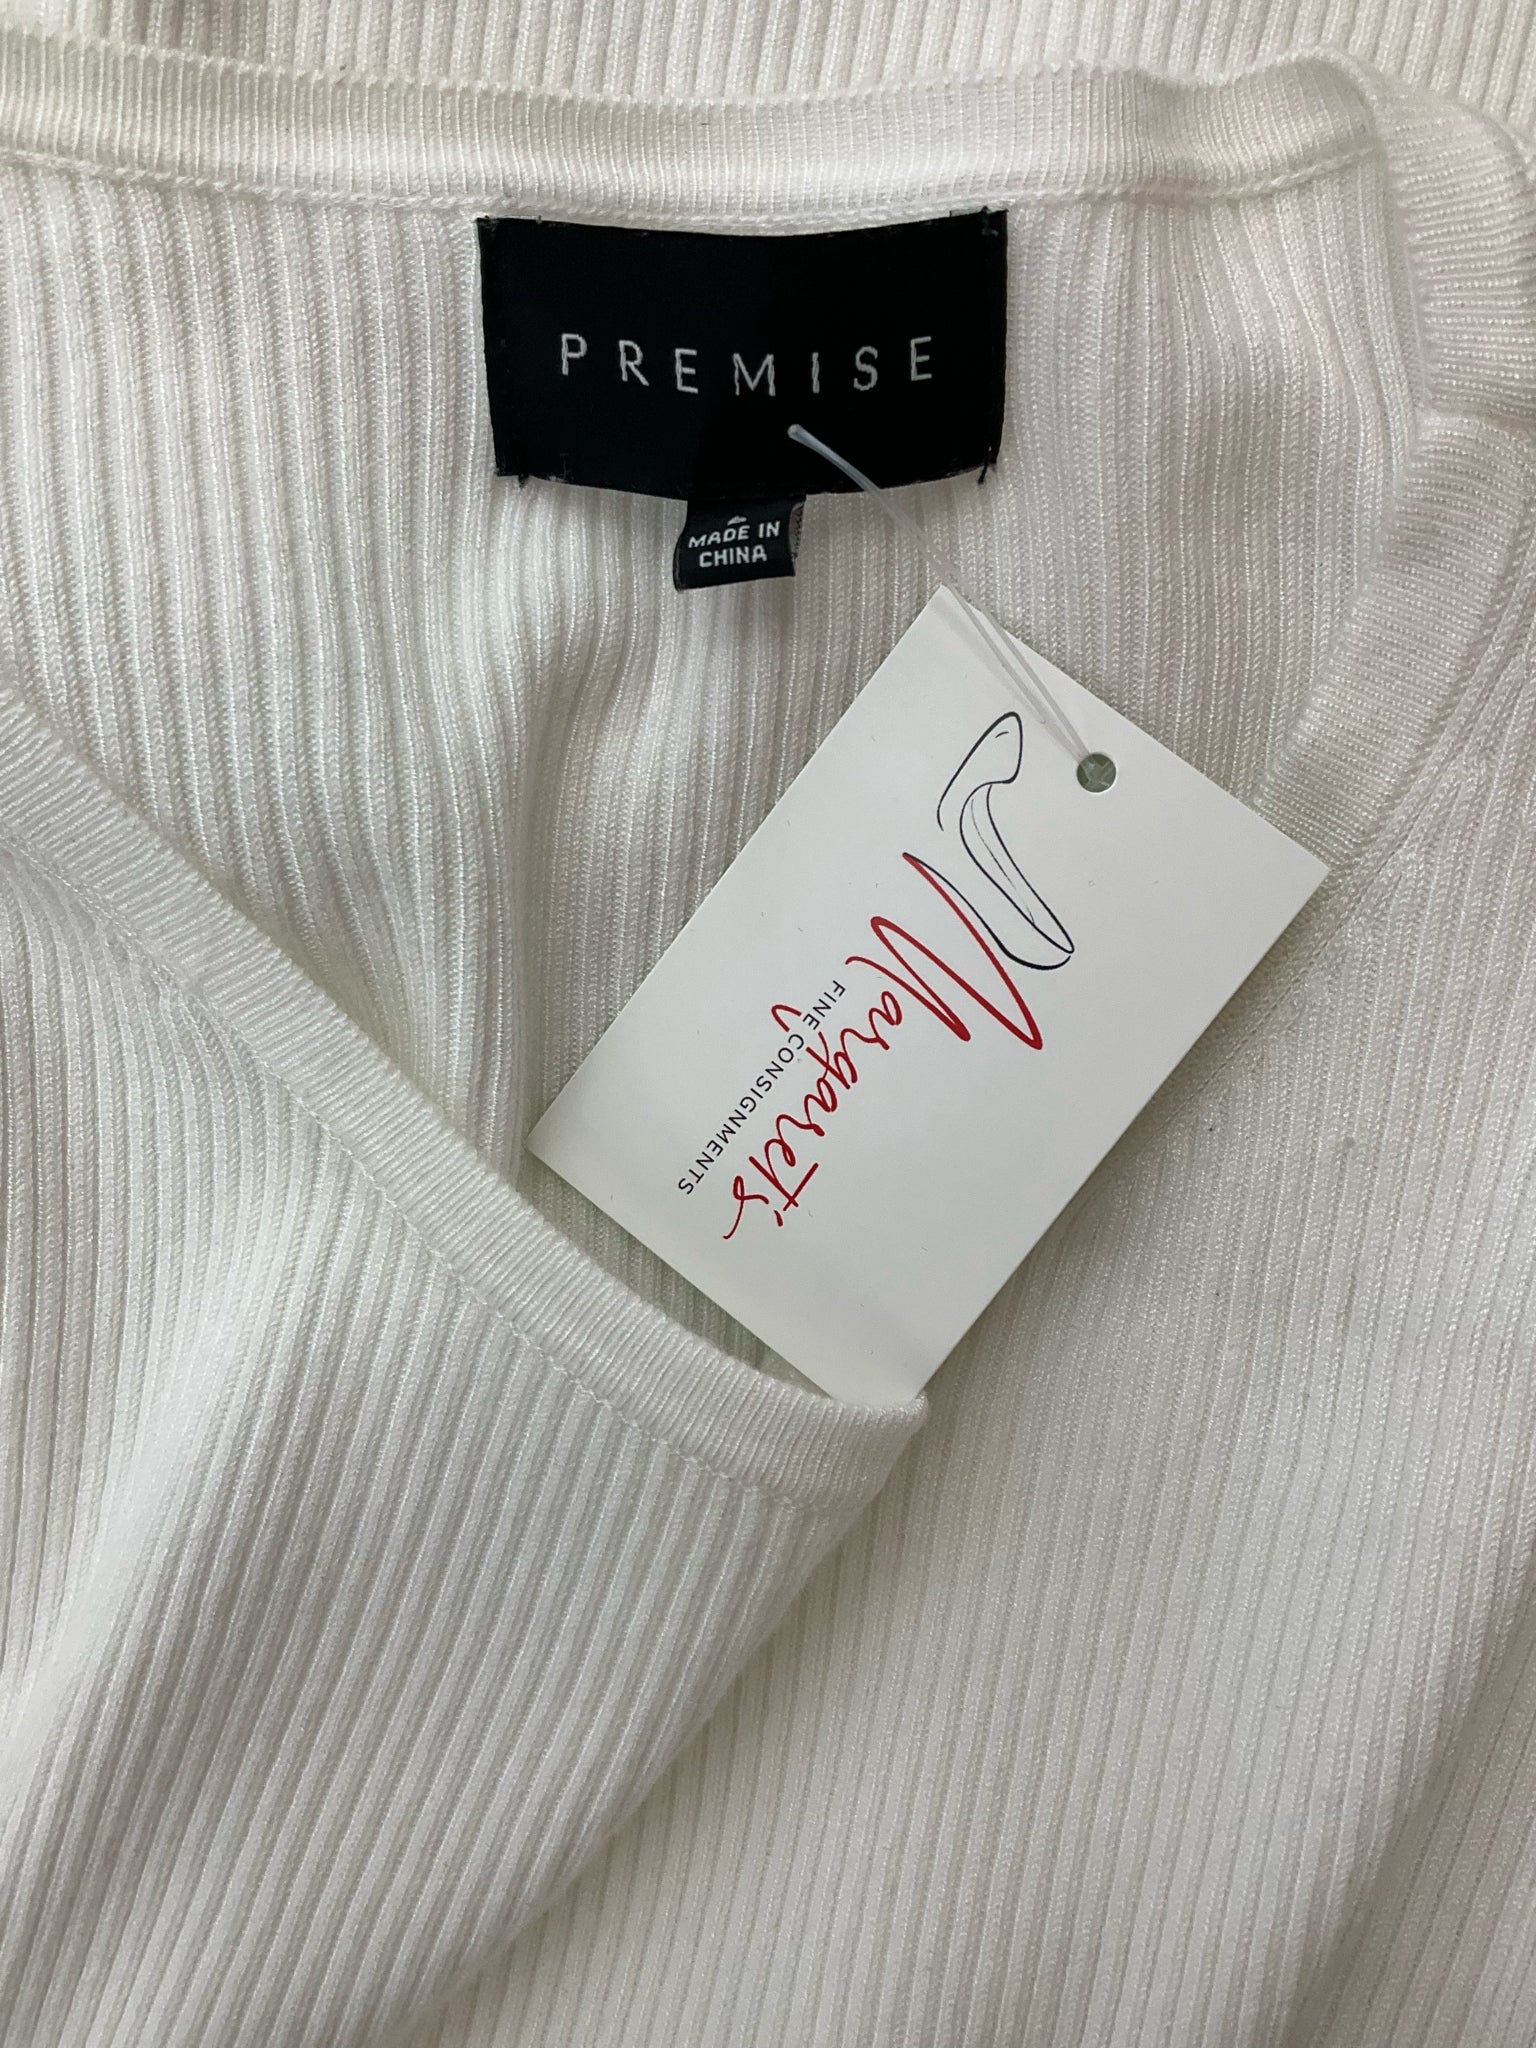 PREMISE
MADE IN
CHINA
Margaret's
FINE CONSIGNMENTS